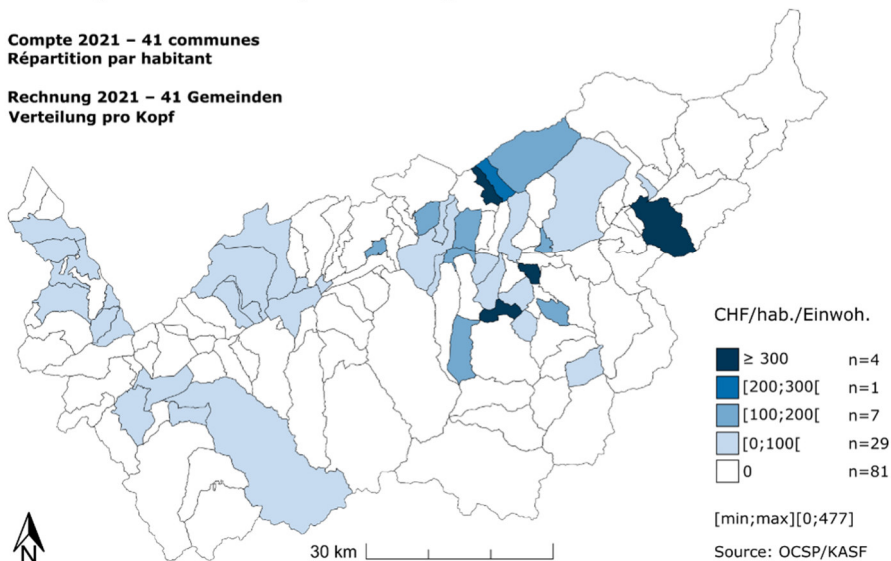 Compte 2021 – 41 communes
Répartition par habitant
Rechnung 2021 – 41 Gemeinden
Verteilung pro Kopf
CHF/hab./Einwoh.
≥ 300 n=4
[200;300[ n=1
[100;200[ n=7
[0;100[ n=29
0 n=81
[min;max][0;477]
Source: OCSP/KASF
30 km
N